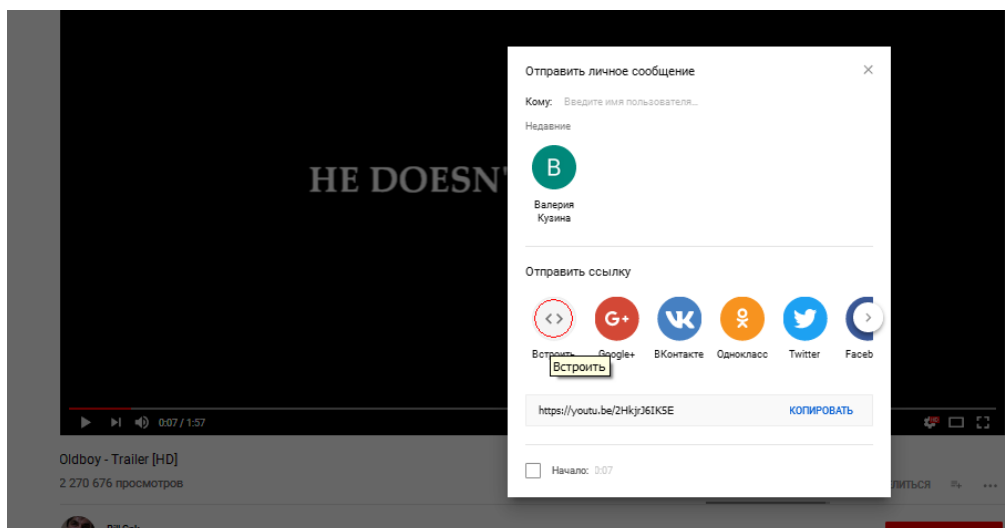 HE DOESN'
Отправить личное сообщение
Кому: Введите имя пользователя...
Недавние
В
Валерия
Кузина
Отправить ссылку
G+
Встроить Google+ ВКонтакте Однокласс Twitter Faceb
Встроить
https://youtu.be/2HkjrJ6IK5E КОПИРОВАТЬ
0:07 / 1:57
HD
Начало: 0:07
Oldboy - Trailer [HD]
2 270 676 просмотров
ЛИТЬСЯ